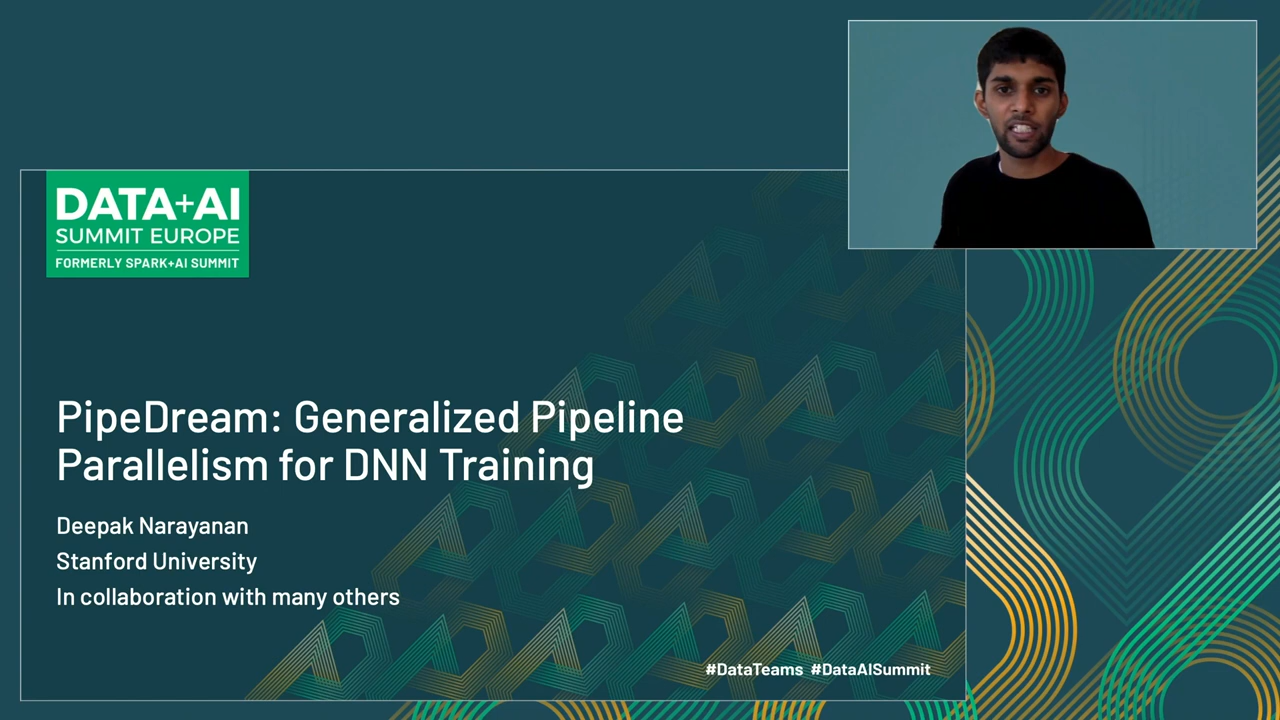 DATA+AI
SUMMIT EUROPE
FORMERLY SPARK+AI SUMMIT
PipeDream: Generalized Pipeline
Parallelism for DNN Training
Deepak Narayanan
Stanford University
In collaboration with many others
#DataTeams #DataAISummit